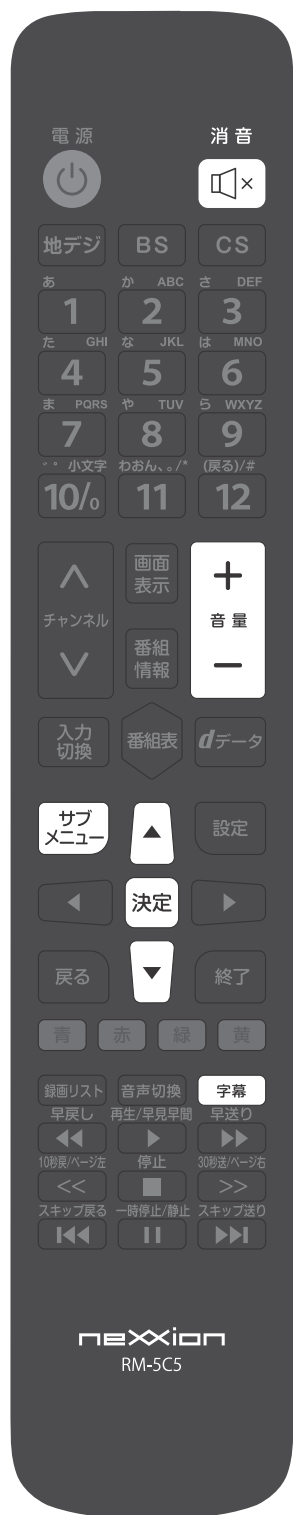 電源 消音
×
地デジ BS CS
あ か ABC さ DEF
1 2 3
た GHI な JKL は MNO
4 5 6
ま PQRS や TUV ら WXYZ
7 8 9
゛゜ 小文字 わおん、。/* (戻る)/#
10/0 11 12
画面
表示
＋
チャンネル 音量
番組
情報
－
入力
切換
番組表 dデータ
サブ
メニュー
▲ 設定
◀ 決定 ▶
戻る ▼ 終了
青 赤 緑 黄
録画リスト 音声切換 字幕
早戻し 再生/早見早聞 早送り
◀◀ ▶ ▶▶
10秒戻/ページ左 停止 30秒送/ページ右
<< ■ >>
スキップ戻る 一時停止/静止 スキップ送り
neXXion
RM-5C5